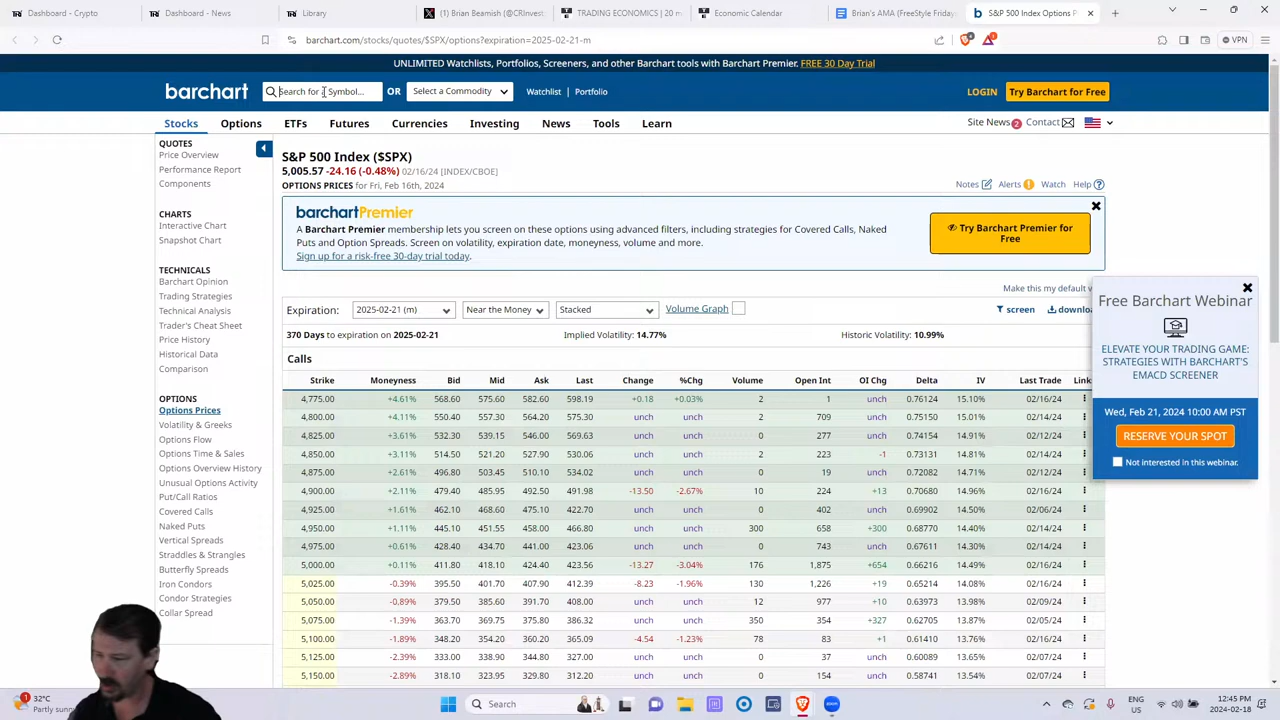 Dashboard - Crypto
Dashboard - Trading
Library
(1) Brian Beamish (@CRInvestor
TRADING ECONOMICS | 20 m
Economic Calendar
Brian's AMA (FreeStyle Fridays
S&P 500 Index Options P
barchart.com/stocks/quotes/$SPX/options?expiration=2025-02-21-m
VPN
UNLIMITED Watchlists, Portfolios, Screeners, and other Barchart tools with Barchart Premier. FREE 30 Day Trial
barchart
Search for a Symbol...
OR
Select a Commodity
Watchlist | Portfolio
LOGIN
Try Barchart for Free
Stocks Options ETFs Futures Currencies Investing News Tools Learn
Site News 2 Contact
QUOTES
Price Overview
Performance Report
Components
CHARTS
Interactive Chart
Snapshot Chart
TECHNICALS
Barchart Opinion
Trading Strategies
Technical Analysis
Trader's Cheat Sheet
Price History
Historical Data
Comparison
OPTIONS
Options Prices
Volatility & Greeks
Options Flow
Options Time & Sales
Options Overview History
Unusual Options Activity
Put/Call Ratios
Covered Calls
Naked Puts
Vertical Spreads
Straddles & Strangles
Butterfly Spreads
Iron Condors
Condor Strategies
Collar Spread
S&P 500 Index ($SPX)
5,005.57 -24.16 (-0.48%) 02/16/24 [INDEX/CBOE]
OPTIONS PRICES for Fri, Feb 16th, 2024
Notes Alerts Watch Help
barchartPremier
A Barchart Premier membership lets you screen on these options using advanced filters, including strategies for Covered Calls, Naked
Puts and Option Spreads. Screen on volatility, expiration date, moneyness, volume and more.
Sign up for a risk-free 30-day trial today.
Try Barchart Premier for
Free
Make this my default v
Expiration: 2025-02-21 (m) Near the Money Stacked Volume Graph
screen downloa
370 Days to expiration on 2025-02-21 Implied Volatility: 14.77% Historic Volatility: 10.99%
Calls
Strike Moneyness Bid Mid Ask Last Change %Chg Volume Open Int OI Chg Delta IV Last Trade Link
4,775.00 +4.61% 568.60 575.60 582.60 598.19 +0.18 +0.03% 2 1 unch 0.76124 15.10% 02/16/24
4,800.00 +4.11% 550.40 557.30 564.20 575.30 unch unch 2 709 unch 0.75150 15.01% 02/14/24
4,825.00 +3.61% 532.30 539.15 546.00 569.63 unch unch 0 277 unch 0.74154 14.91% 02/12/24
4,850.00 +3.11% 514.50 521.20 527.90 530.06 unch unch 2 223 -1 0.73131 14.81% 02/14/24
4,875.00 +2.61% 496.80 503.45 510.10 534.02 unch unch 0 19 unch 0.72082 14.71% 02/12/24
4,900.00 +2.11% 479.40 485.95 492.50 491.98 -13.50 -2.67% 10 224 +13 0.70680 14.96% 02/16/24
4,925.00 +1.61% 462.10 468.60 475.10 422.70 unch unch 0 402 unch 0.69902 14.50% 02/06/24
4,950.00 +1.11% 445.10 451.55 458.00 466.80 unch unch 300 658 +300 0.68770 14.40% 02/14/24
4,975.00 +0.61% 428.40 434.70 441.00 423.06 unch unch 0 743 unch 0.67611 14.30% 02/14/24
5,000.00 +0.11% 411.80 418.10 424.40 423.56 -13.27 -3.04% 176 1,875 +654 0.66216 14.49% 02/16/24
5,025.00 -0.39% 395.50 401.70 407.90 412.39 -8.23 -1.96% 130 1,226 +19 0.65214 14.08% 02/16/24
5,050.00 -0.89% 379.50 385.60 391.70 408.00 unch unch 12 977 +10 0.63973 13.98% 02/09/24
5,075.00 -1.39% 363.70 369.75 375.80 386.32 unch unch 350 354 +327 0.62705 13.87% 02/05/24
5,100.00 -1.89% 348.20 354.20 360.20 365.09 -4.54 -1.23% 78 83 +1 0.61410 13.76% 02/16/24
5,125.00 -2.39% 333.00 338.90 344.80 327.00 unch unch 0 37 unch 0.60089 13.65% 02/07/24
5,150.00 -2.89% 318.10 323.95 329.80 312.20 unch unch 0 154 unch 0.58741 13.54% 02/07/24
Free Barchart Webinar
ELEVATE YOUR TRADING GAME:
STRATEGIES WITH BARCHART'S
EMACD SCREENER
Wed, Feb 21, 2024 10:00 AM PST
RESERVE YOUR SPOT
Not interested in this webinar.
32°C
Partly sunny
Search
ENG
US
12:45 PM
2024-02-18